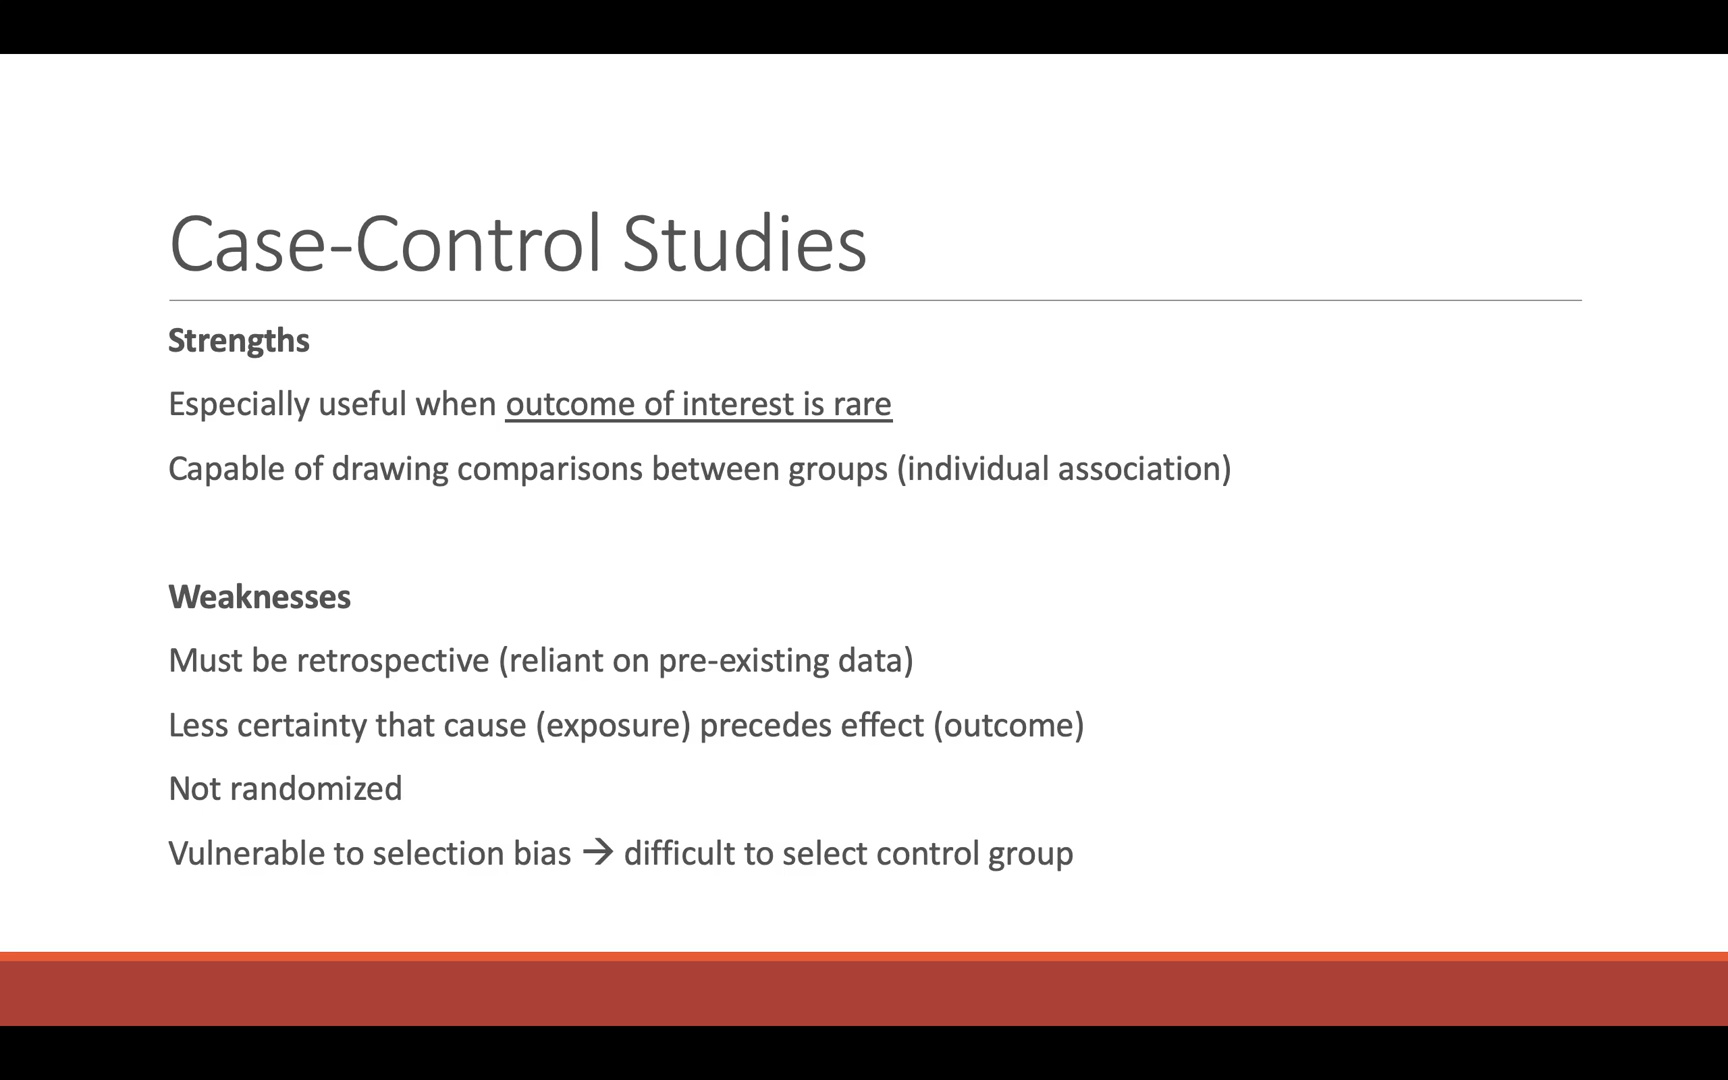 Case-Control Studies
Strengths
Especially useful when outcome of interest is rare
Capable of drawing comparisons between groups (individual association)
Weaknesses
Must be retrospective (reliant on pre-existing data)
Less certainty that cause (exposure) precedes effect (outcome)
Not randomized
Vulnerable to selection bias → difficult to select control group